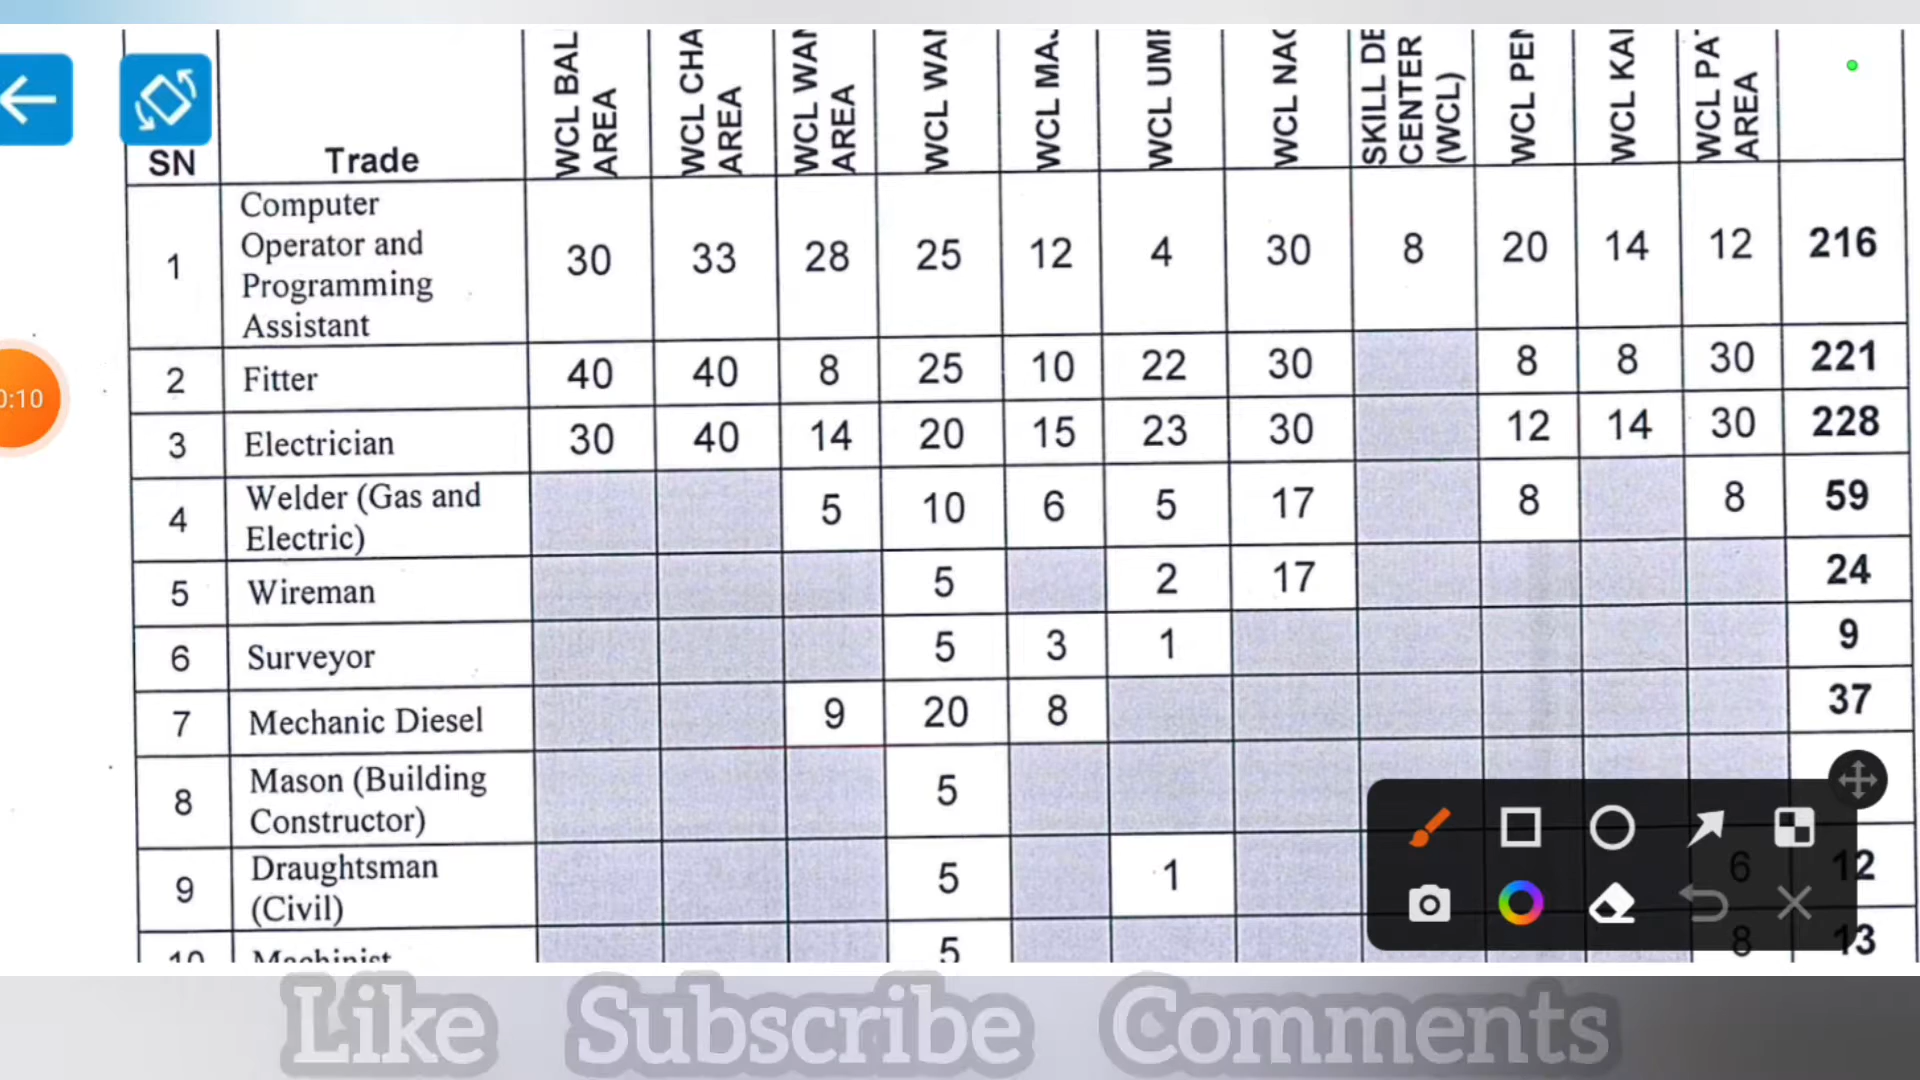 SN Trade WCL BAL AREA WCL CHA AREA WCL WAN AREA WCL WAN WCL MAJ WCL UMR WCL NAG SKILL DE CENTER (WCL) WCL PEN WCL KAN WCL PAT AREA
1 Computer Operator and Programming Assistant 30 33 28 25 12 4 30 8 20 14 12 216
2 Fitter 40 40 8 25 10 22 30 8 8 30 221
3 Electrician 30 40 14 20 15 23 30 12 14 30 228
4 Welder (Gas and Electric) 5 10 6 5 17 8 8 59
5 Wireman 5 2 17 24
6 Surveyor 5 3 1 9
7 Mechanic Diesel 9 20 8 37
8 Mason (Building Constructor) 5
9 Draughtsman (Civil) 5 1 6 12
10 Machinist 5 8 13
0:10
Like Subscribe Comments